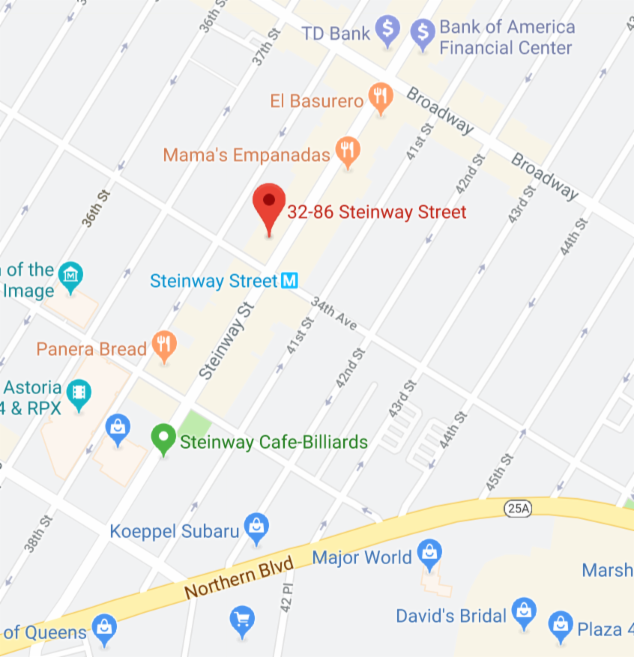 36th St
37th St
TD Bank
$
$
Bank of America
Financial Center
El Basurero
Broadway
Mama's Empanadas
41st St
42nd St
Broadway
36th St
32-86 Steinway Street
43rd St
44th St
n of the
Image
Steinway Street M
34th Ave
Steinway St
41st St
Panera Bread
42nd St
Astoria
4 & RPX
43rd St
44th St
Steinway Cafe-Billiards
45th St
38th St
25A
Koeppel Subaru
Northern Blvd
Major World
Marsh
42 Pl
David's Bridal
of Queens
Plaza 4